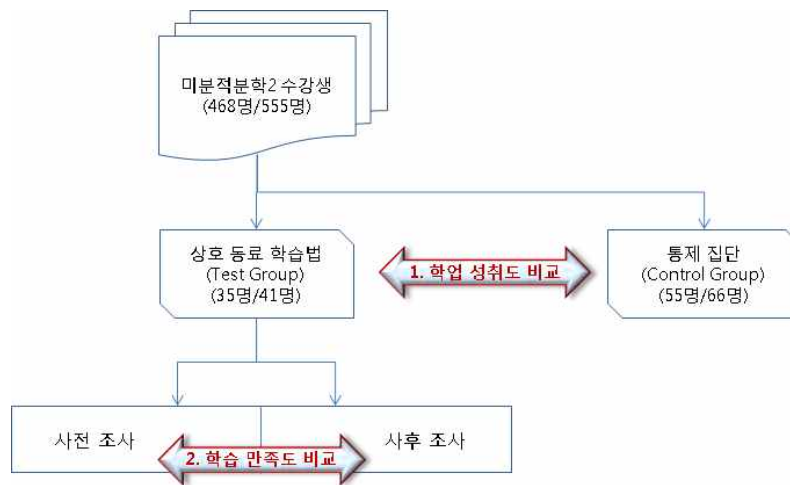 미분적분학2 수강생
(468명/555명)
상호 동료 학습법
(Test Group)
(35명/41명)
1. 학업 성취도 비교
통제 집단
(Control Group)
(55명/66명)
사전 조사
사후 조사
2. 학습 만족도 비교